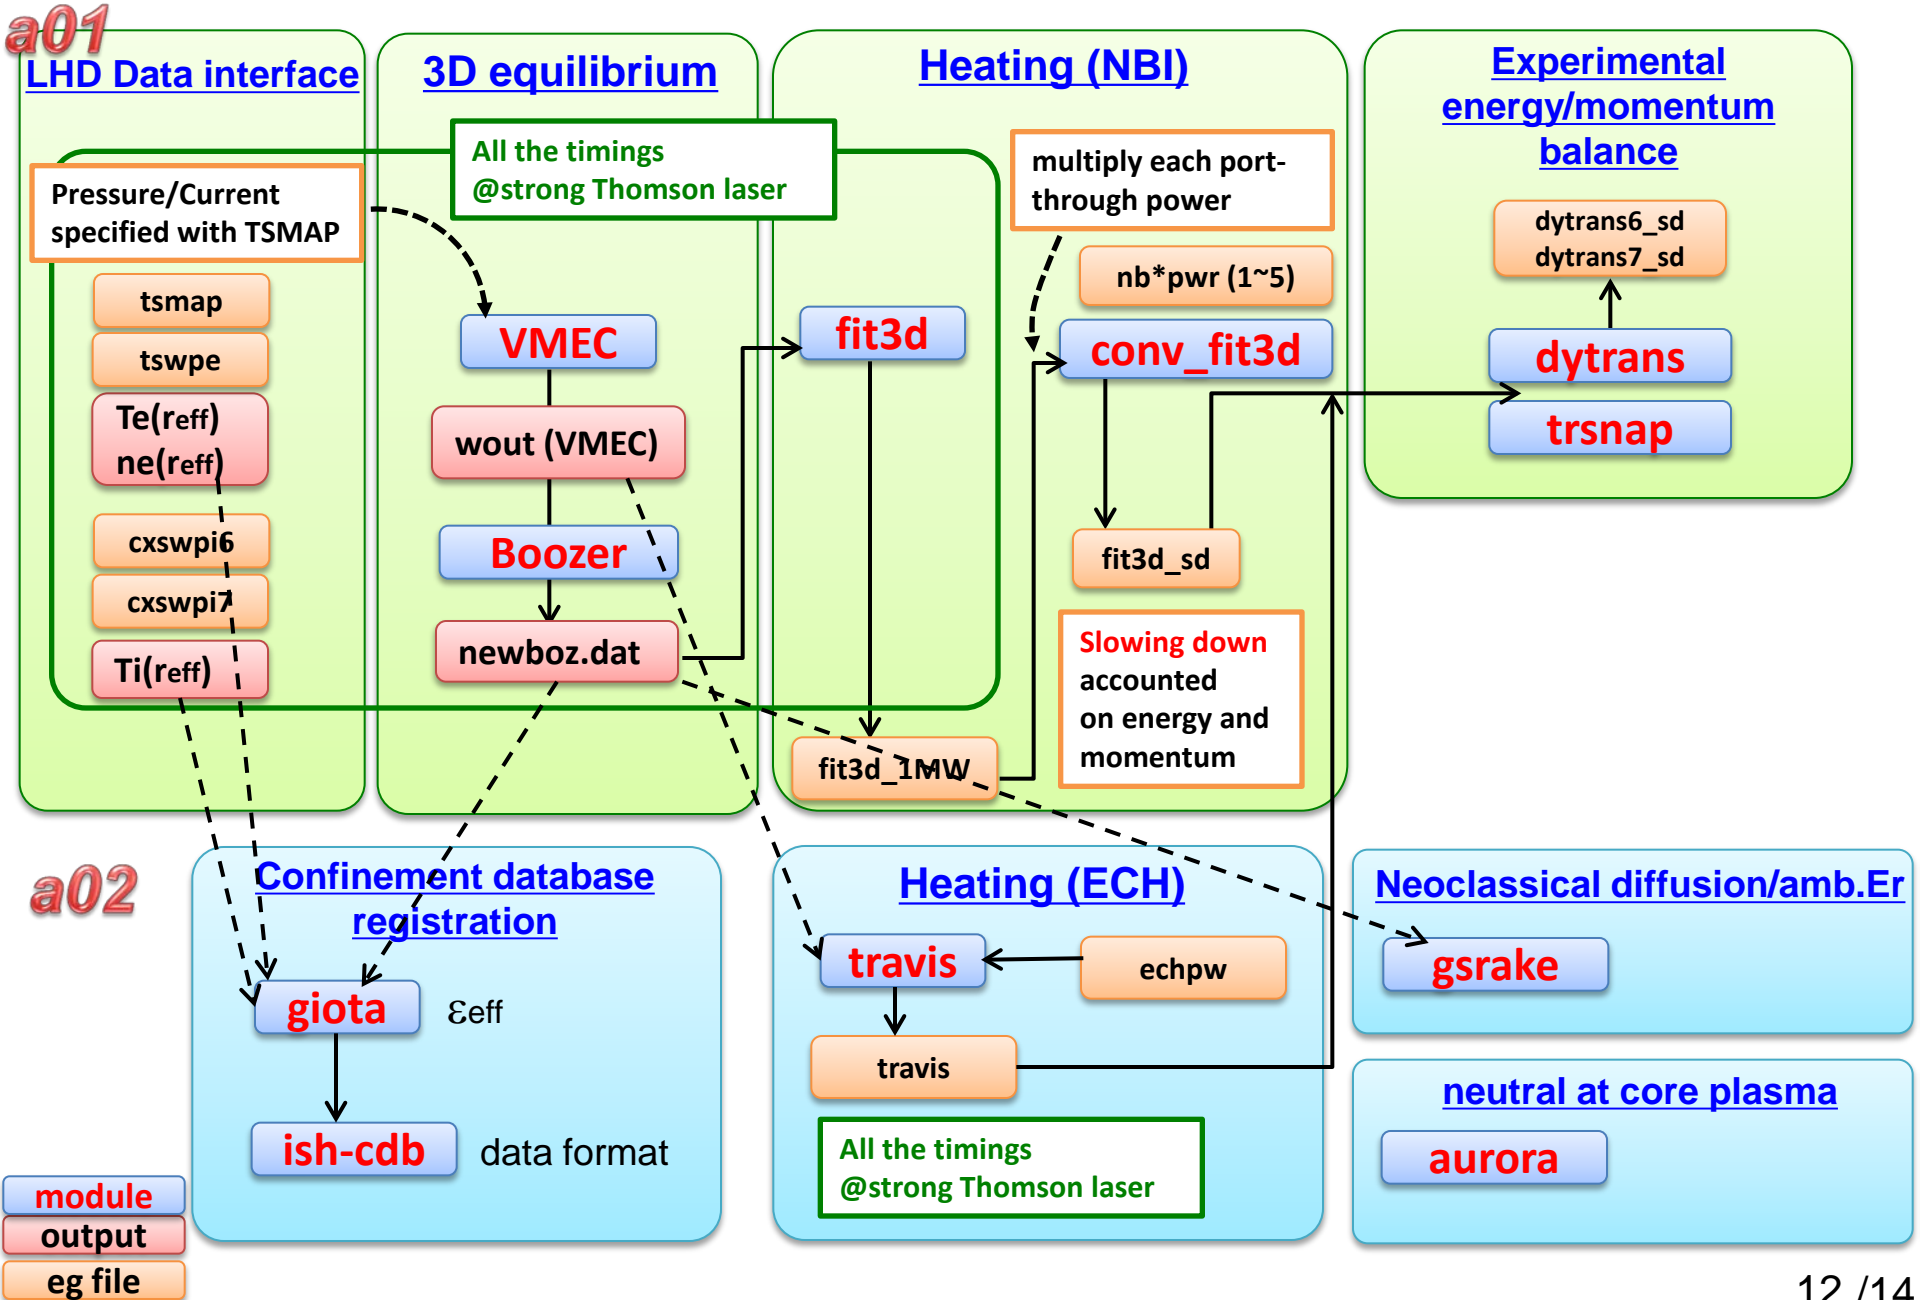 a01
LHD Data interface
Pressure/Current
specified with TSMAP
tsmap
tswpe
Te(reff)
ne(reff)
cxswpi6
cxswpi7
Ti(reff)
3D equilibrium
All the timings
@strong Thomson laser
VMEC
wout (VMEC)
Boozer
newboz.dat
Heating (NBI)
multiply each port-
through power
nb*pwr (1~5)
fit3d
conv_fit3d
fit3d_sd
Slowing down
accounted
on energy and
momentum
fit3d_1MW
Experimental
energy/momentum
balance
dytrans6_sd
dytrans7_sd
dytrans
trsnap
a02
Confinement database
registration
giota
εeff
ish-cdb
data format
Heating (ECH)
travis
echpw
travis
All the timings
@strong Thomson laser
Neoclassical diffusion/amb.Er
gsrake
neutral at core plasma
aurora
module
output
eg file
12 /14